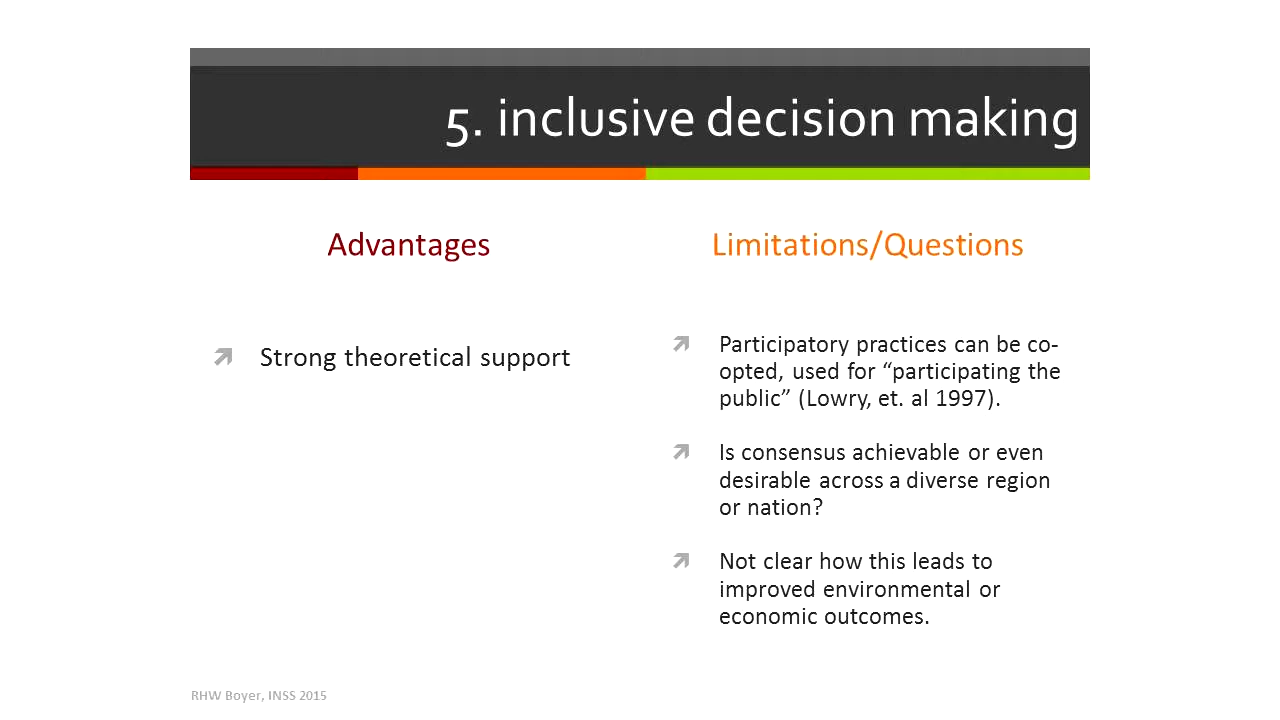 5. inclusive decision making
Advantages
Strong theoretical support
Limitations/Questions
Participatory practices can be co-
opted, used for “participating the
public” (Lowry, et. al 1997).
Is consensus achievable or even
desirable across a diverse region
or nation?
Not clear how this leads to
improved environmental or
economic outcomes.
RHW Boyer, INSS 2015